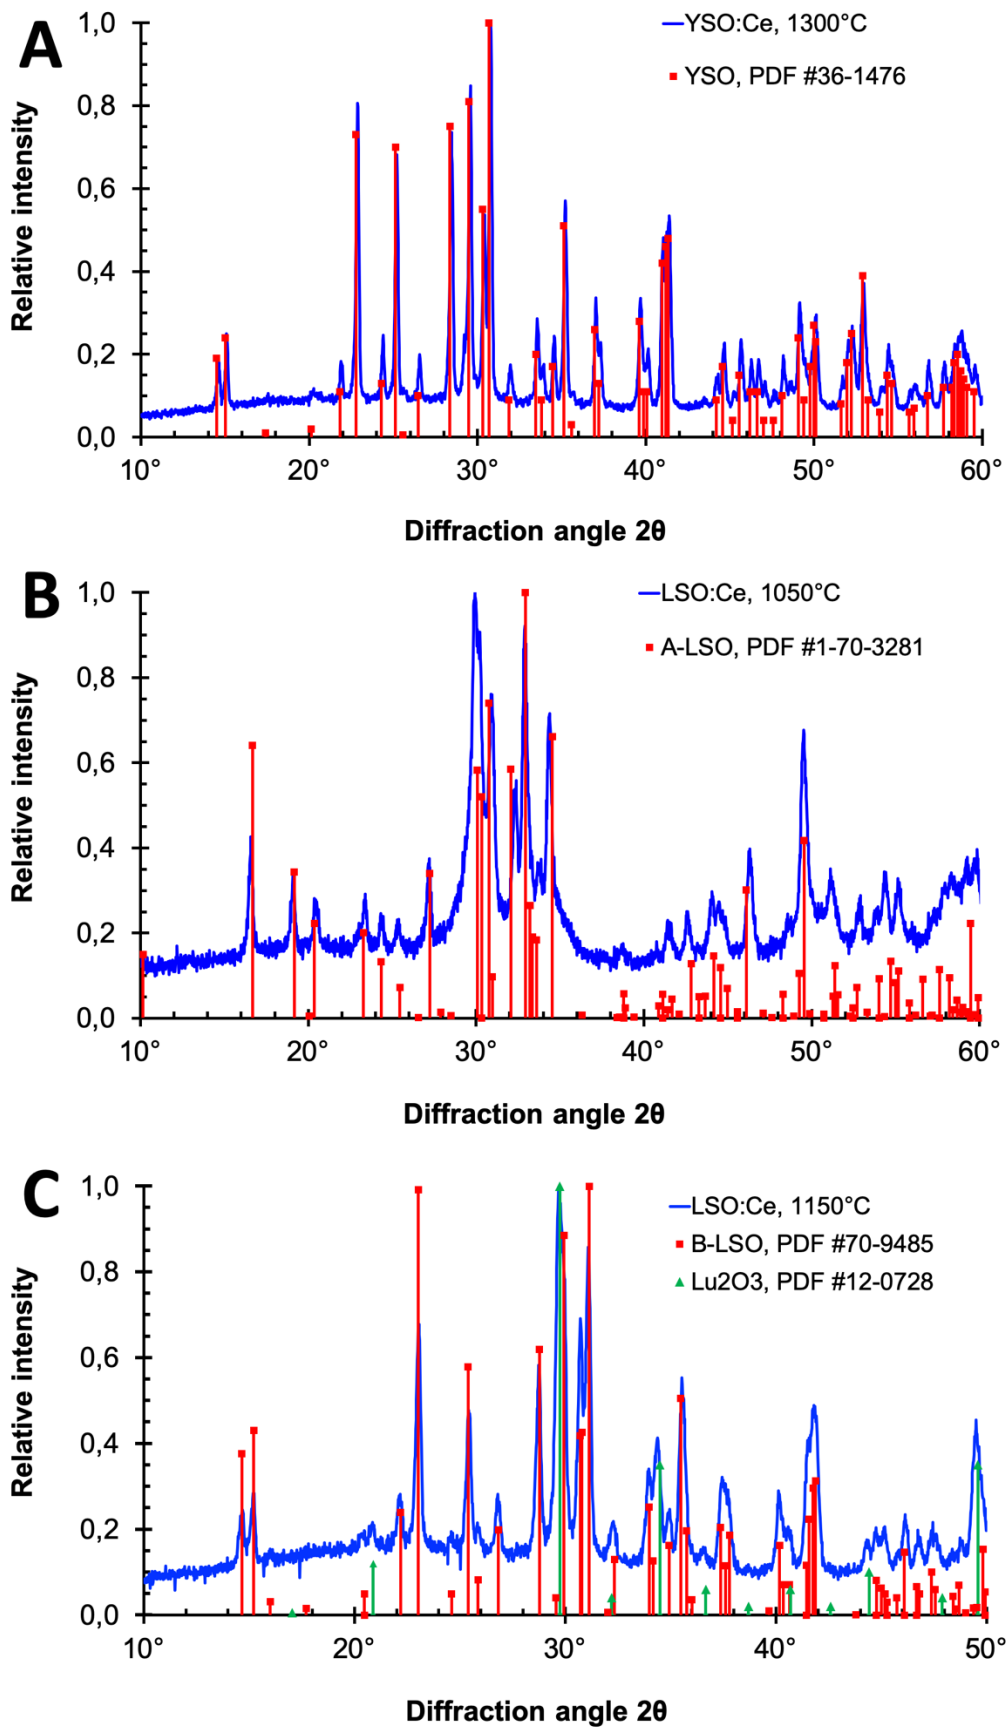 A
YSO:Ce, 1300°C
YSO, PDF #36-1476
Relative intensity
1,0
0,8
0,6
0,4
0,2
0,0
10° 20° 30° 40° 50° 60°
Diffraction angle 2θ
B
LSO:Ce, 1050°C
A-LSO, PDF #1-70-3281
Relative intensity
1,0
0,8
0,6
0,4
0,2
0,0
10° 20° 30° 40° 50° 60°
Diffraction angle 2θ
C
LSO:Ce, 1150°C
B-LSO, PDF #70-9485
Lu2O3, PDF #12-0728
Relative intensity
1,0
0,8
0,6
0,4
0,2
0,0
10° 20° 30° 40° 50°
Diffraction angle 2θ